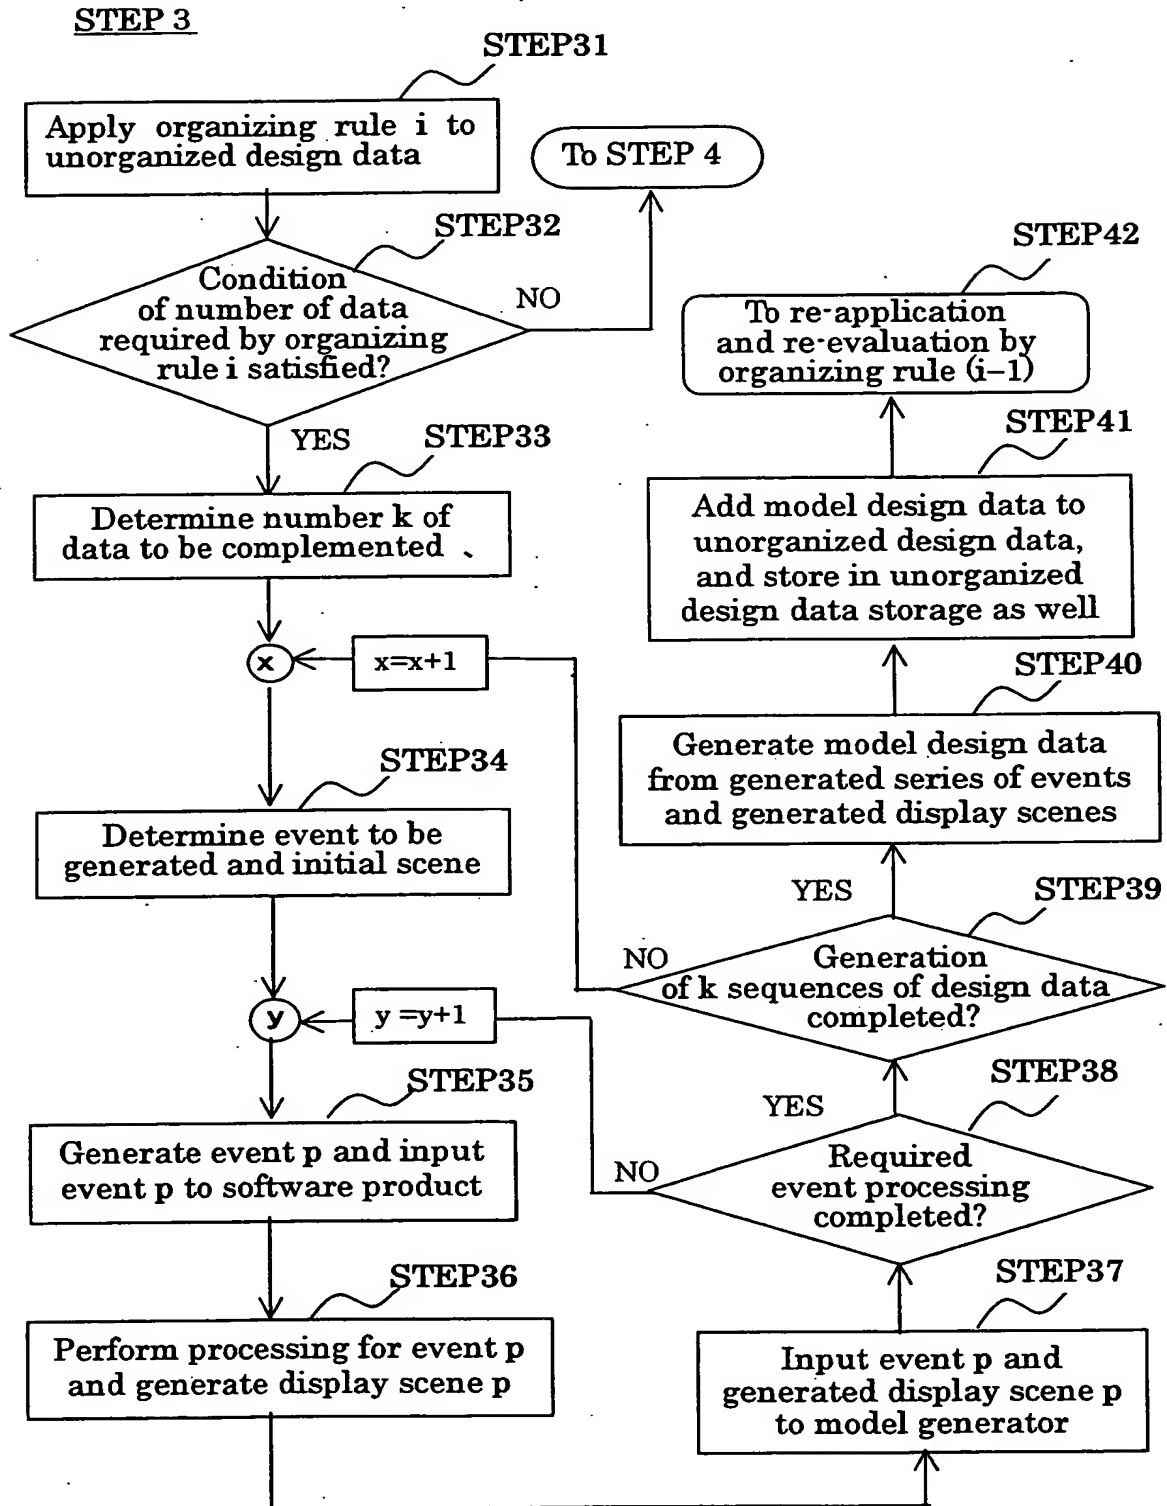 STEP 3
STEP31
Apply organizing rule i to
unorganized design data
To STEP 4
STEP32
Condition
of number of data
required by organizing
rule i satisfied?
NO
YES
STEP33
Determine number k of
data to be complemented
x
x=x+1
STEP34
Determine event to be
generated and initial scene
y
y =y+1
STEP35
Generate event p and input
event p to software product
STEP36
Perform processing for event p
and generate display scene p
STEP42
To re-application
and re-evaluation by
organizing rule (i–1)
STEP41
Add model design data to
unorganized design data,
and store in unorganized
design data storage as well
STEP40
Generate model design data
from generated series of events
and generated display scenes
YES
STEP39
NO
Generation
of k sequences of design data
completed?
STEP38
YES
NO
Required
event processing
completed?
STEP37
Input event p and
generated display scene p
to model generator